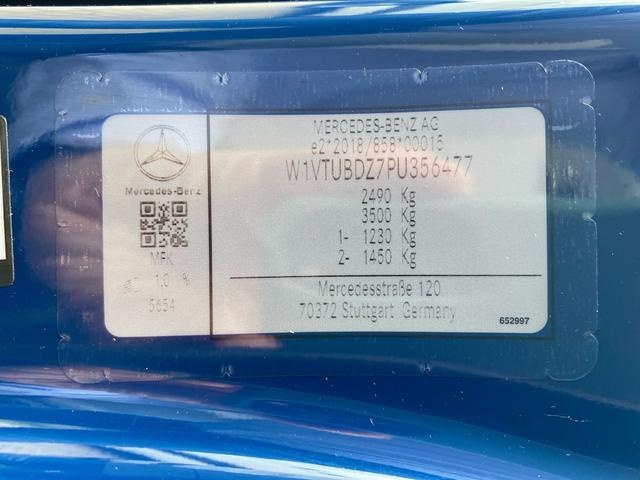 MERCEDES-BENZ AG
e2*2018/858*00015
W1VTUBDZ7PU356477
2490 Kg
3500 Kg
1- 1230 Kg
2- 1450 Kg
Mercedesstraße 120
70372 Stuttgart Germany
652997
Mercedes-Benz
MFK
1.0 %
5654